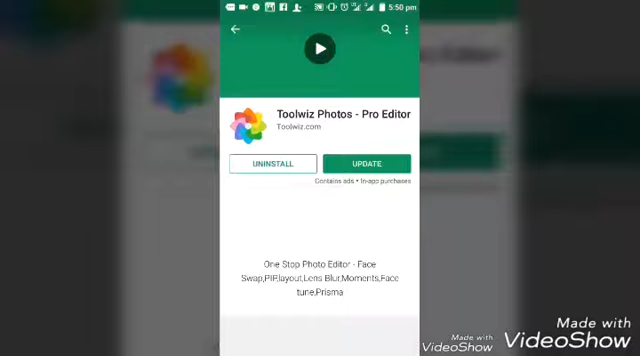 5:50 pm
Toolwiz Photos - Pro Editor
Toolwiz.com
UNINSTALL
UPDATE
Contains ads • In-app purchases
One Stop Photo Editor - Face
Swap,PIP,layout,Lens Blur,Moments,Face
tune,Prisma
Made with
VideoShow
Made with
VideoShow